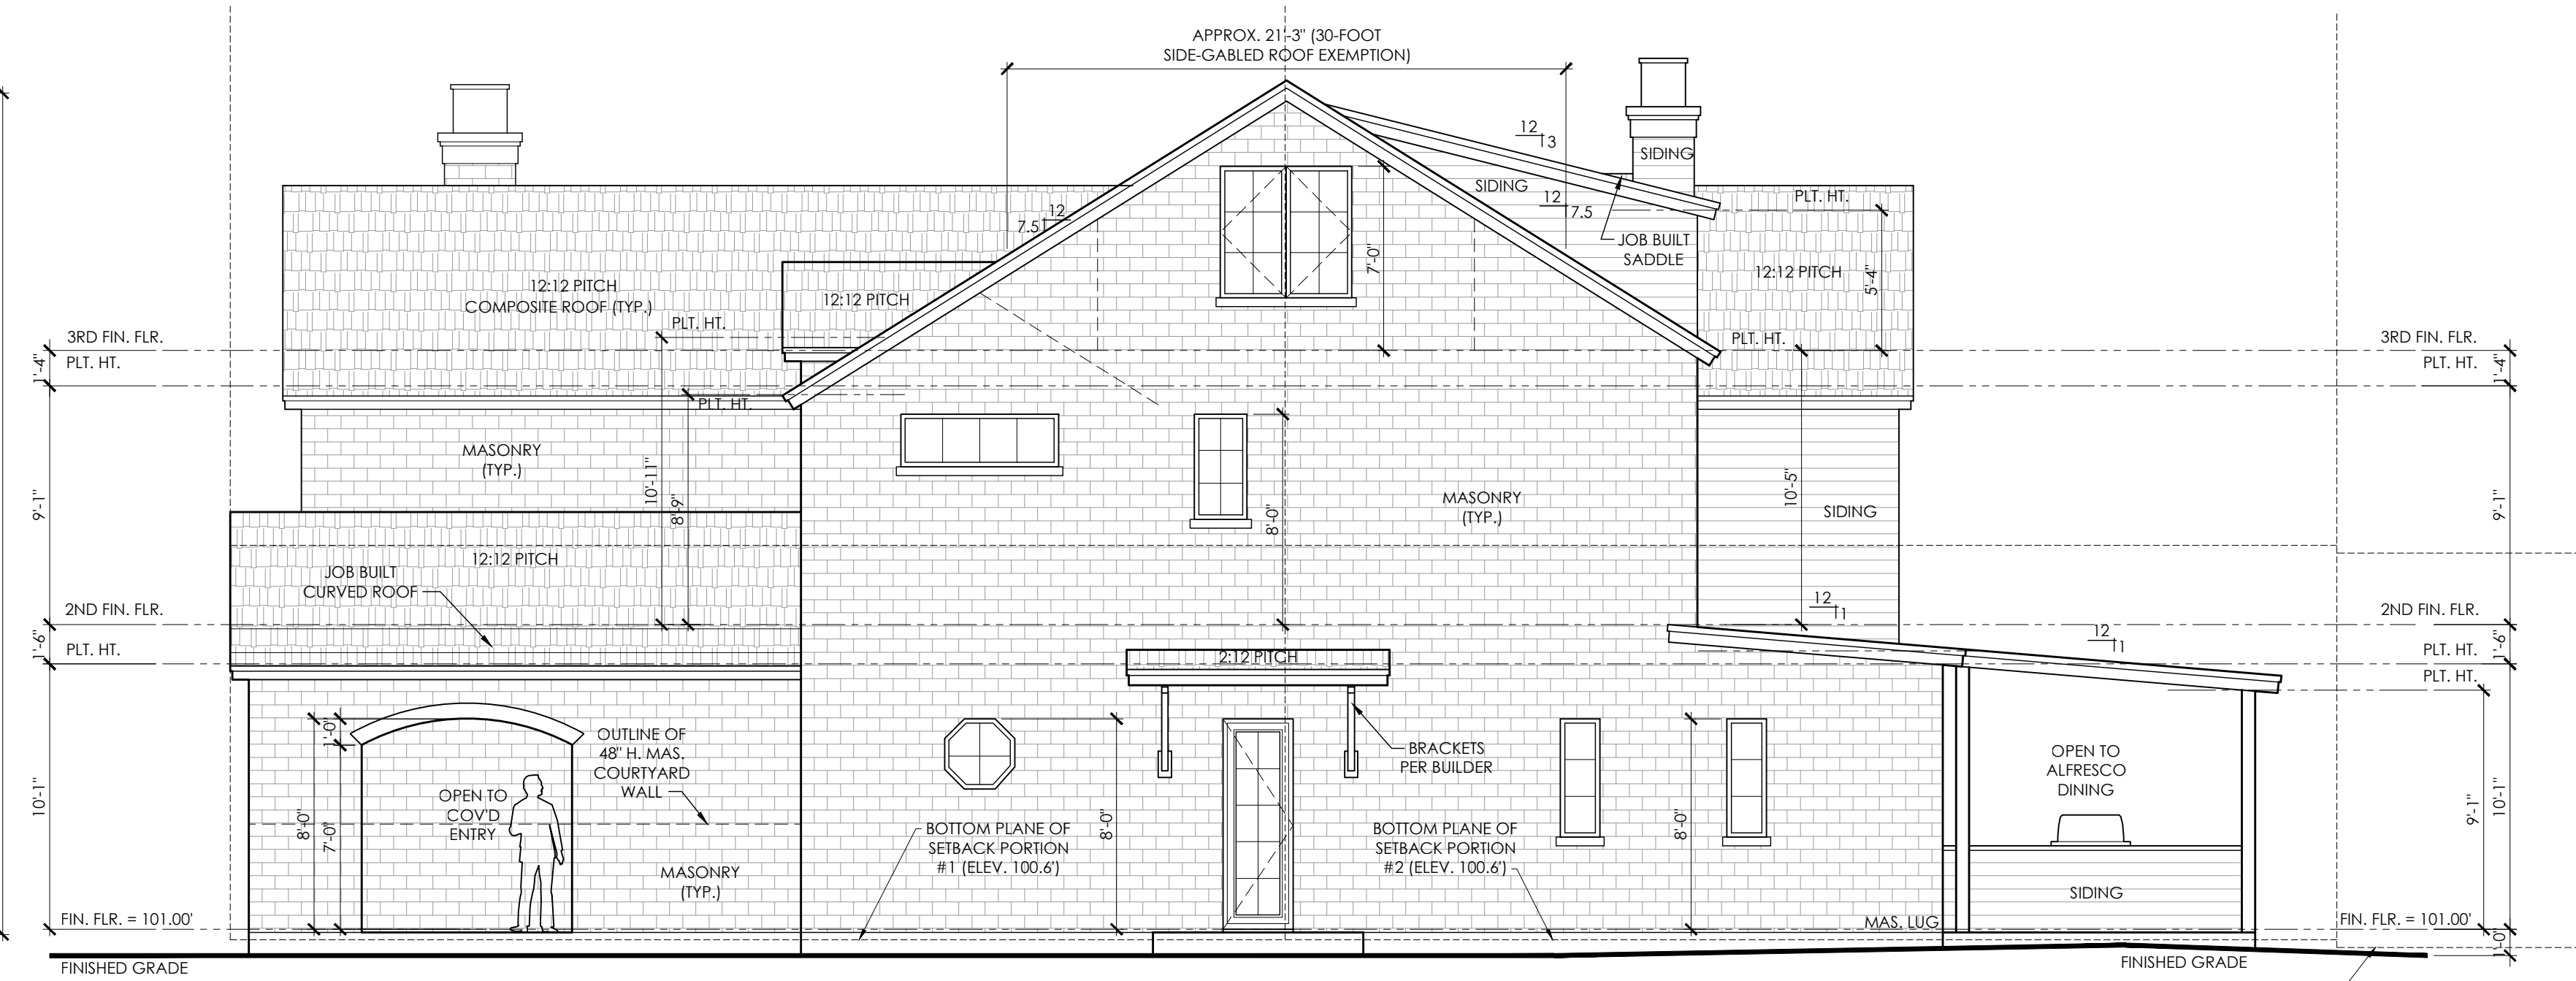 APPROX. 21'-3" (30-FOOT
SIDE-GABLED ROOF EXEMPTION)
12
3
SIDING
SIDING
12
7.5
12
7.5
PLT. HT.
JOB BUILT
SADDLE
12:12 PITCH
5'-4"
12:12 PITCH
COMPOSITE ROOF (TYP.)
12:12 PITCH
7'-0"
PLT. HT.
PLT. HT.
3RD FIN. FLR.
PLT. HT.
1'-4"
3RD FIN. FLR.
PLT. HT.
1'-4"
PLT. HT.
MASONRY
(TYP.)
10'-11"
8'-9"
9'-1"
8'-0"
MASONRY
(TYP.)
10'-5"
SIDING
9'-1"
12:12 PITCH
JOB BUILT
CURVED ROOF
12
1
12
1
2ND FIN. FLR.
1'-6"
PLT. HT.
2ND FIN. FLR.
1'-6"
PLT. HT.
PLT. HT.
2:12 PITCH
1'-0"
OUTLINE OF
48" H. MAS.
COURTYARD
WALL
BRACKETS
PER BUILDER
OPEN TO
ALFRESCO
DINING
10'-1"
8'-0"
7'-0"
OPEN TO
COV'D
ENTRY
8'-0"
8'-0"
9'-1"
10'-1"
BOTTOM PLANE OF
SETBACK PORTION
#1 (ELEV. 100.6')
BOTTOM PLANE OF
SETBACK PORTION
#2 (ELEV. 100.6')
MASONRY
(TYP.)
SIDING
FIN. FLR. = 101.00'
MAS. LUG
FIN. FLR. = 101.00'
1'-0"
FINISHED GRADE
FINISHED GRADE